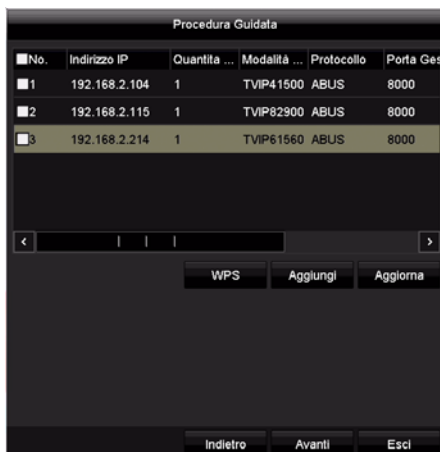 Procedura Guidata
No. Indirizzo IP Quantita ... Modalità ... Protocollo Porta Ges
1 192.168.2.104 1 TVIP41500 ABUS 8000
2 192.168.2.115 1 TVIP82900 ABUS 8000
3 192.168.2.214 1 TVIP61560 ABUS 8000
WPS Aggiungi Aggiorna
Indietro Avanti Esci